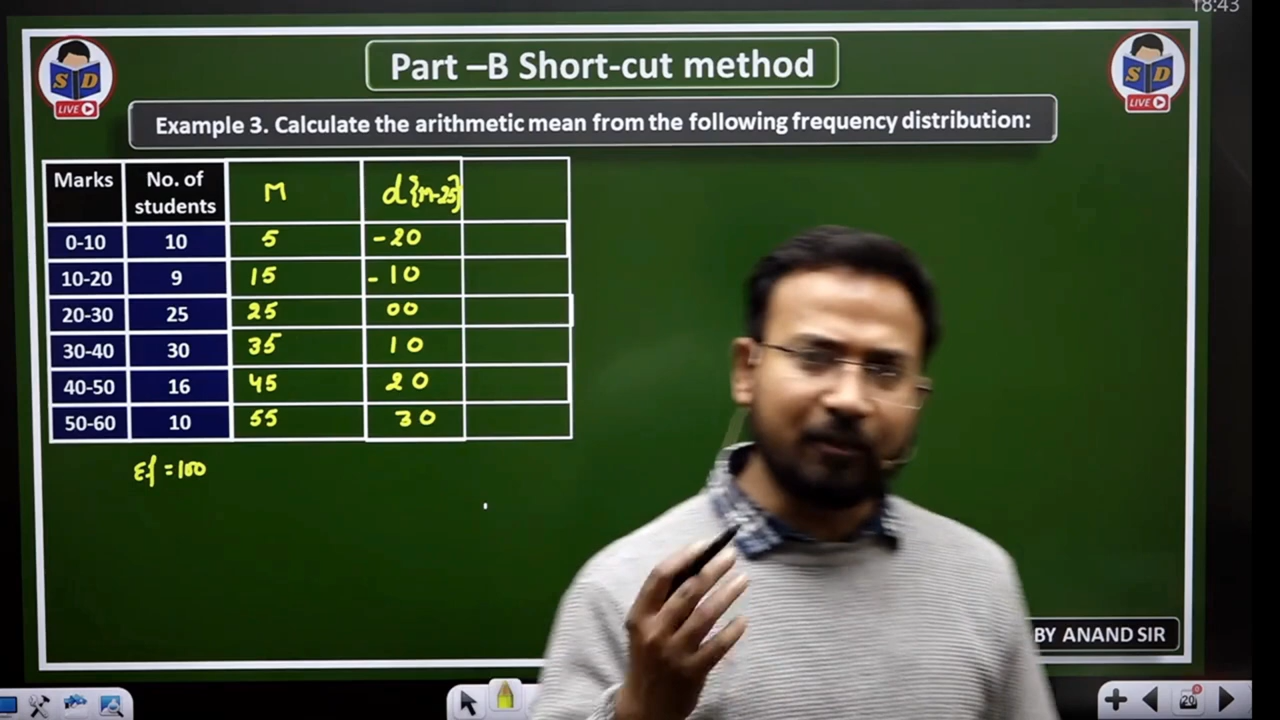 18:43
S D
LIVE
Part –B Short-cut method
S D
LIVE
Example 3. Calculate the arithmetic mean from the following frequency distribution:
Marks No. of students M d{M-25}
0-10 10 5 -20
10-20 9 15 -10
20-30 25 25 00
30-40 30 35 10
40-50 16 45 20
50-60 10 55 30
Σf = 100
BY ANAND SIR
20